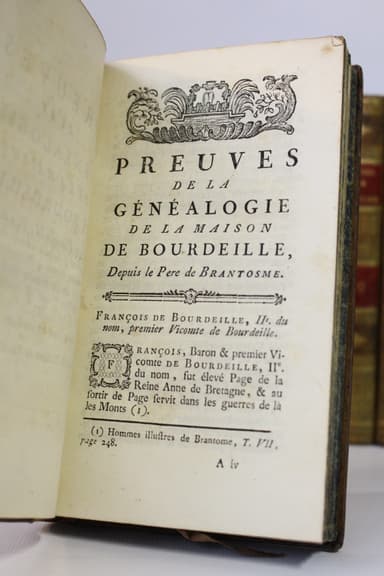 PREUVES
DE LA
GÉNÉALOGIE
DE LA MAISON
DE BOURDEILLE,
Depuis le Pere de BRANTOSME.
FRANÇOIS DE BOURDEILLE, IIe. du
nom, premier Vicomte de Bourdeille.
FRANÇOIS, Baron & premier Vi-
comte DE BOURDEILLE, IIe.
du nom, fut élevé Page de la
Reine Anne de Bretagne, & au
sortir de Page servit dans les guerres de là
les Monts (1).
(1) Hommes illustres de Brantome, T. VII,
page 248.
A iv